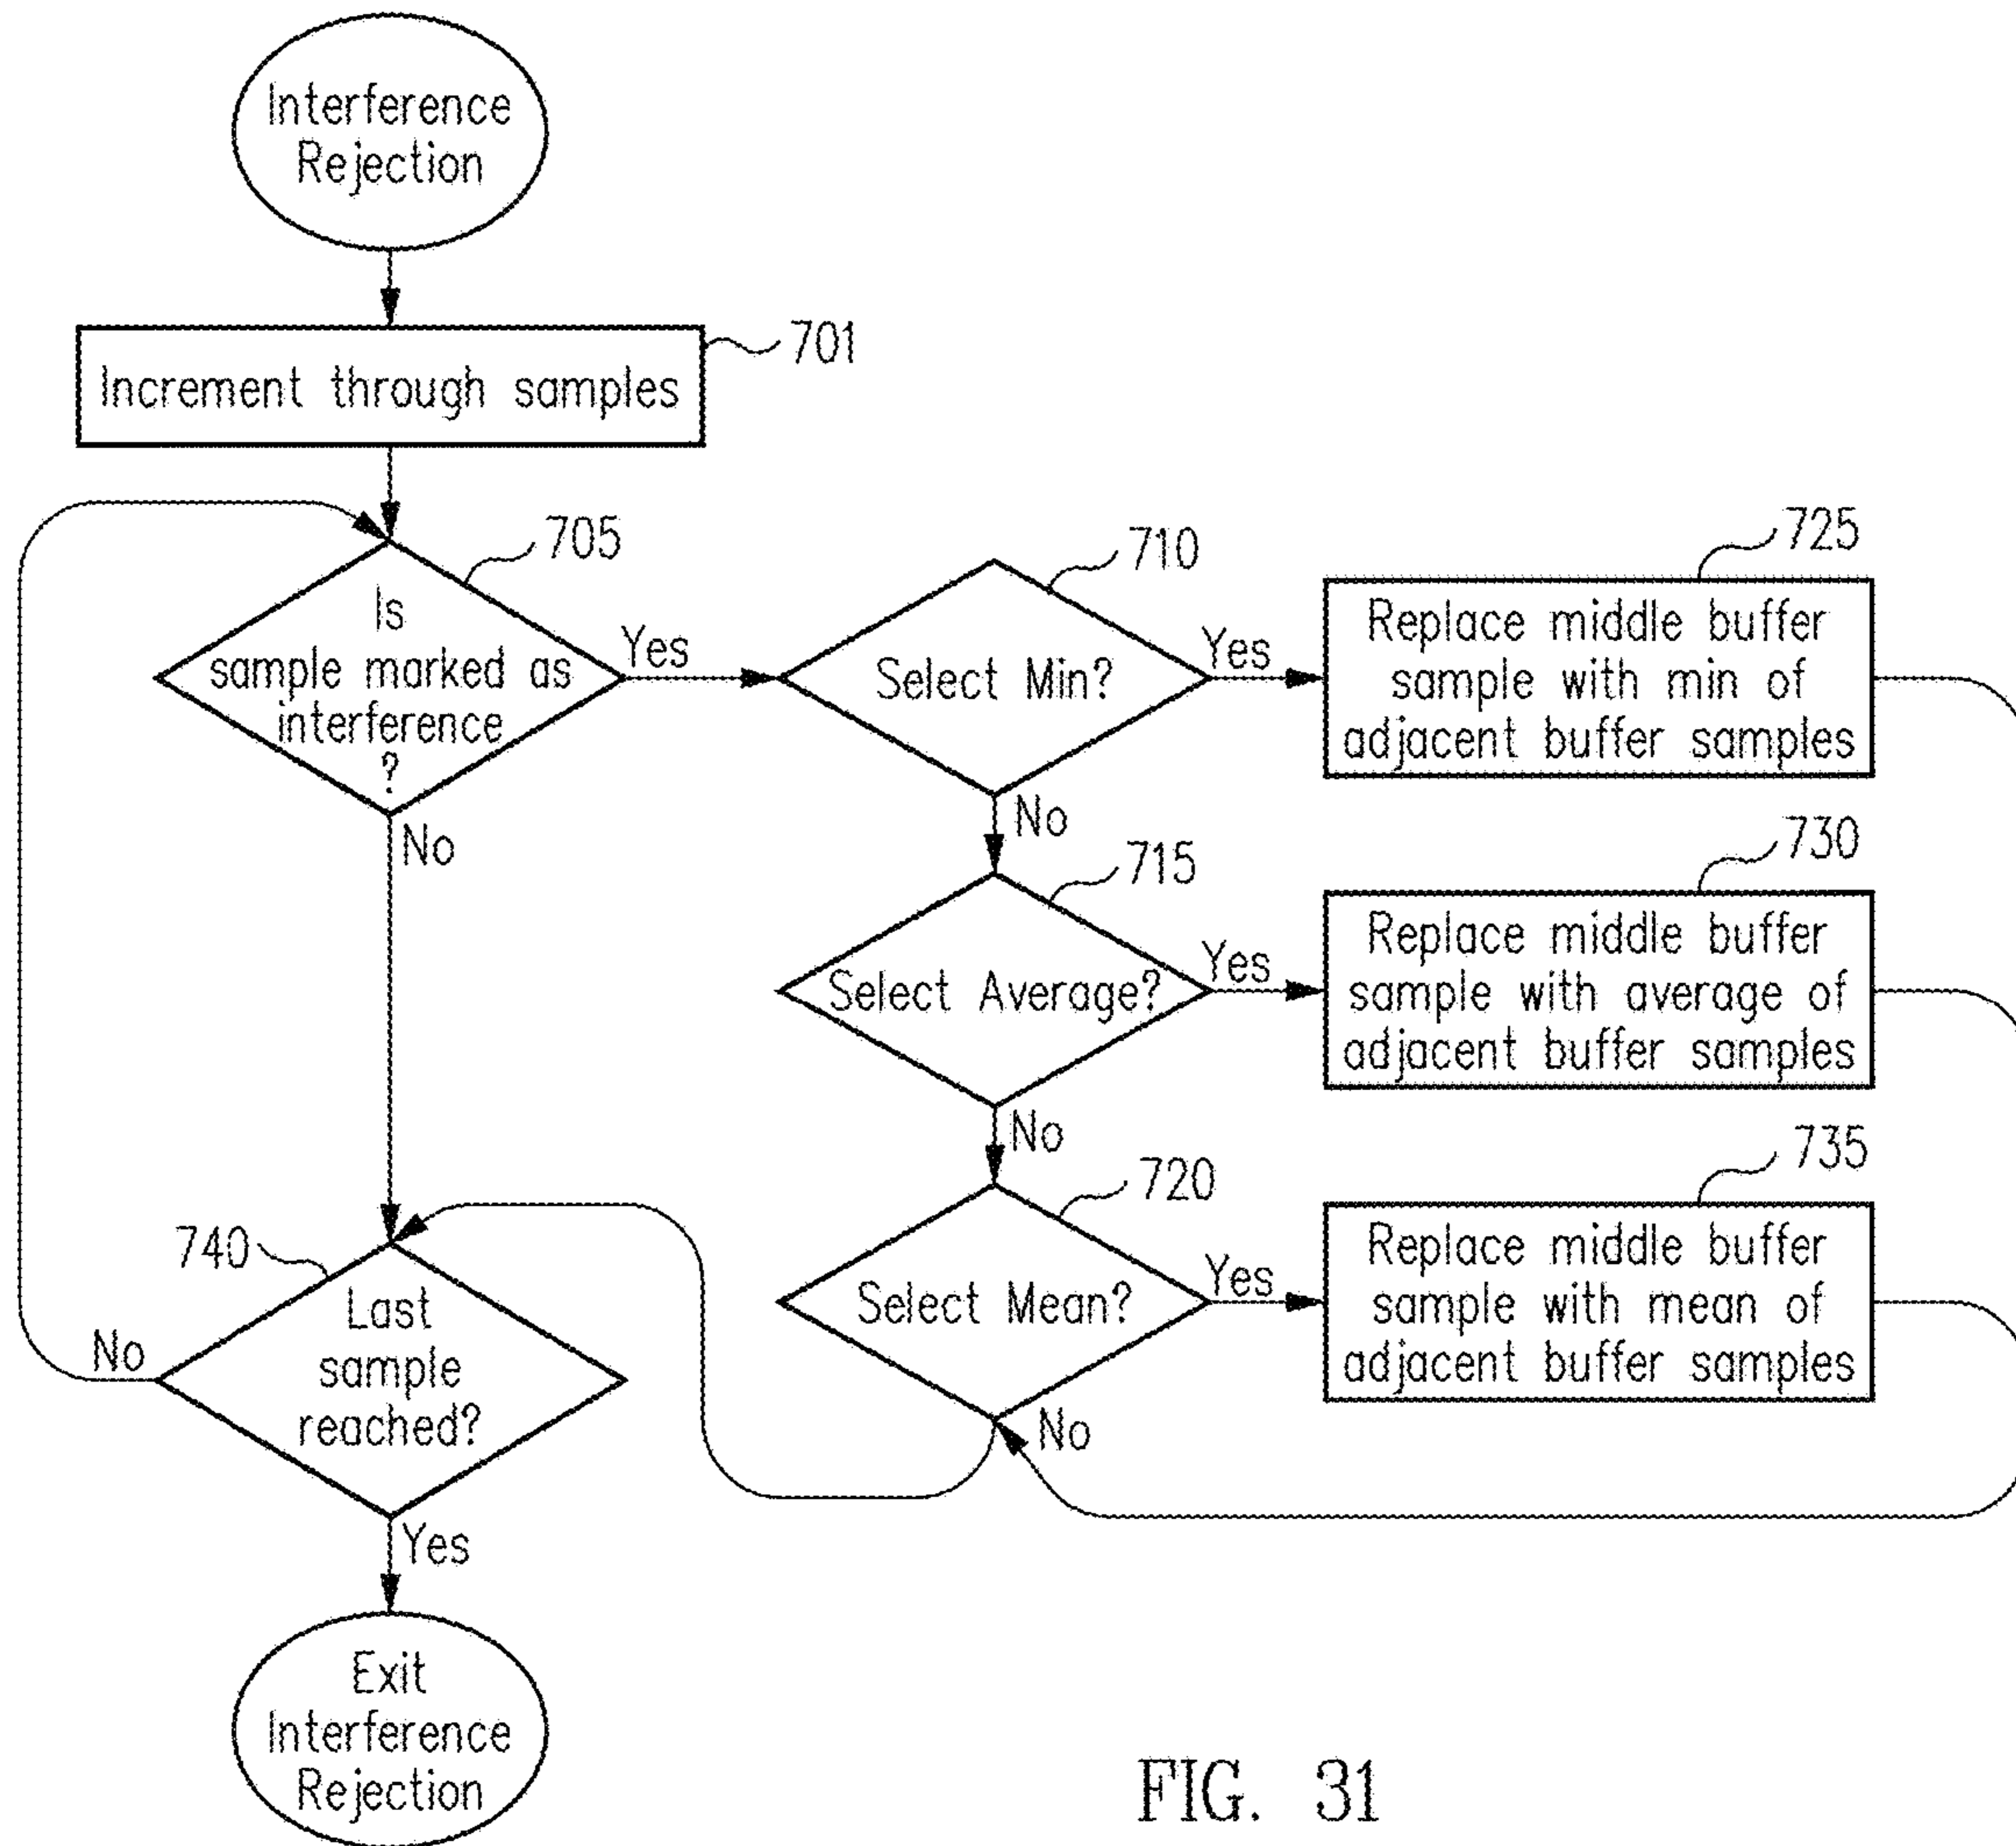 Interference
Rejection
701
Increment through samples
705
Is
sample marked as
interference
?
Yes
No
710
Select Min?
Yes
No
725
Replace middle buffer
sample with min of
adjacent buffer samples
715
Select Average?
Yes
No
730
Replace middle buffer
sample with average of
adjacent buffer samples
720
Select Mean?
Yes
No
735
Replace middle buffer
sample with mean of
adjacent buffer samples
740
Last
sample
reached?
No
Yes
Exit
Interference
Rejection
FIG. 31